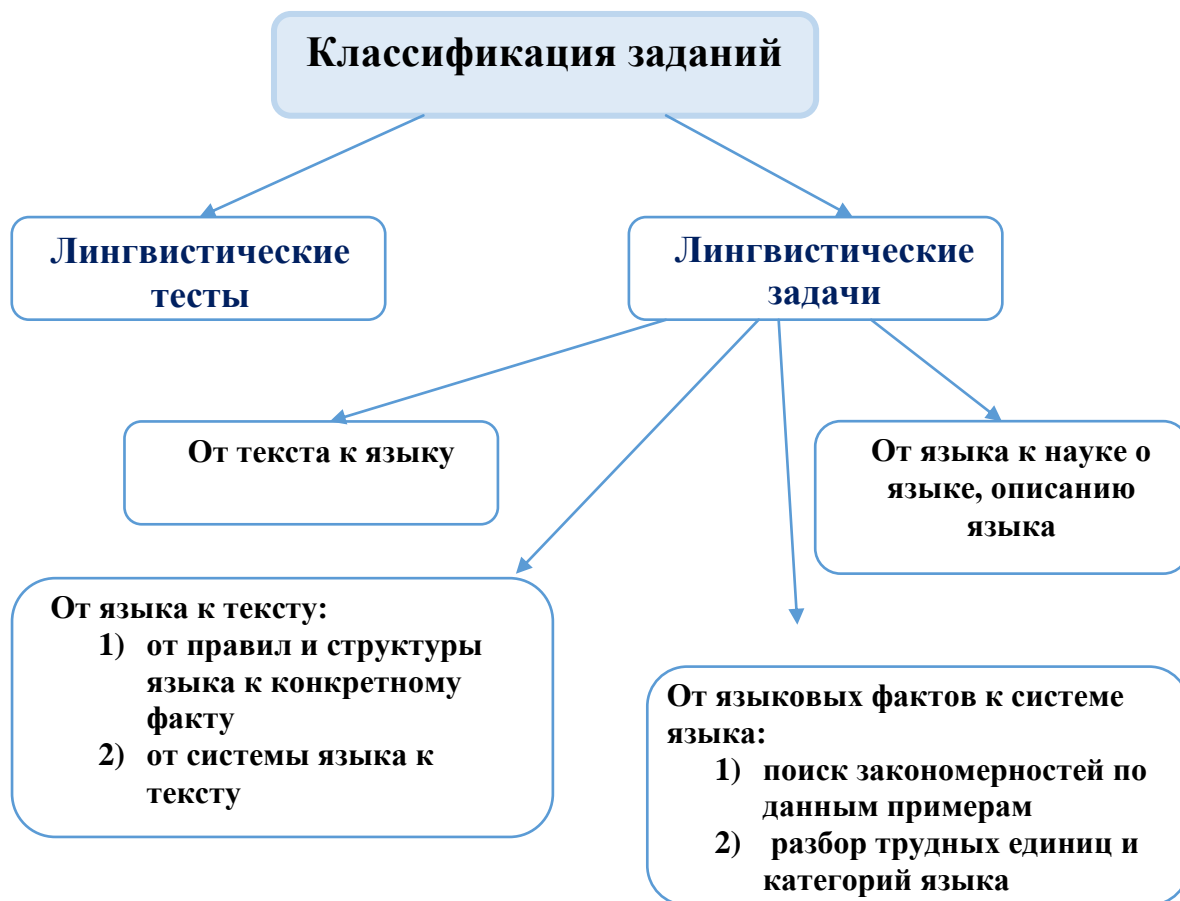 Классификация заданий
Лингвистические
тесты
Лингвистические
задачи
От текста к языку
От языка к науке о
языке, описанию
языка
От языка к тексту:
1) от правил и структуры
языка к конкретному
факту
2) от системы языка к
тексту
От языковых фактов к системе
языка:
1) поиск закономерностей по
данным примерам
2) разбор трудных единиц и
категорий языка